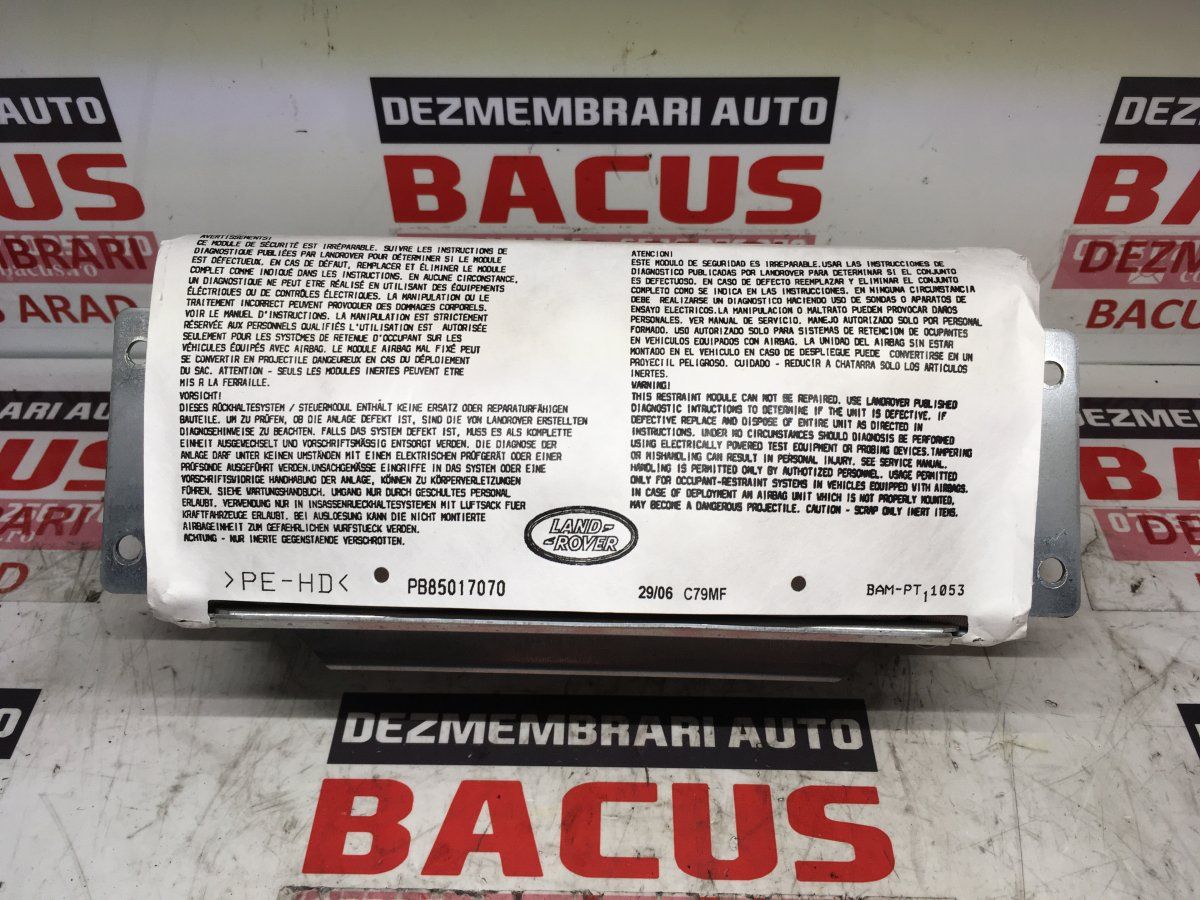 DEZMEMBRARI AUTO
BACUS
AUTO
US
DEZM
BA
MBRARI
bacus.ro
ARAD
DEZ
BACUS
AVERTISSEMENTS!
CE MODULE DE SÉCURITÉ EST IRRÉPARABLE. SUIVRE LES INSTRUCTIONS DE
DIAGNOSTIQUE PUBLIÉES PAR LANDROVER POUR DÉTERMINER SI LE MODULE
EST DÉFECTUEUX. EN CAS DE DÉFAUT, REMPLACER ET ÉLIMINER LE MODULE
COMPLET COMME INDIQUÉ DANS LES INSTRUCTIONS. EN AUCUNE CIRCONSTANCE,
UN DIAGNOSTIQUE NE PEUT ÊTRE RÉALISÉ EN UTILISANT DES ÉQUIPEMENTS
ÉLECTRIQUES OU DE CONTRÔLES ÉLECTRIQUES. LA MANIPULATION OU LE
TRAITEMENT INCORRECT PEUVENT PROVOQUER DES DOMMAGES CORPORELS.
VOIR LE MANUEL D'INSTRUCTIONS. LA MANIPULATION EST STRICTEMENT
RÉSERVÉE AUX PERSONNELS QUALIFIÉS L'UTILISATION EST AUTORISÉE
SEULEMENT POUR LES SYSTCMES DE RETENUE D'OCCUPANT SUR LES
VÉHICULES ÉQUIPÉS AVEC AIRBAG. LE MODULE AIRBAG MAL FIXÉ PEUT
SE CONVERTIR EN PROJECTILE DANGEUREUX EN CAS DU DÉPLOIEMENT
DU SAC. ATTENTION - SEULS LES MODULES INERTES PEUVENT ETRE
MIS R LA FERRAILLE.
VORSICHT!
DIESES RÜCKHALTESYSTEM / STEUERMODUL ENTHÄLT KEINE ERSATZ ODER REPARATURFÄHIGEN
BAUTEILE. UM ZU PRÜFEN, OB DIE ANLAGE DEFEKT IST, SIND DIE VON LANDROVER ERSTELLTEN
DIAGNOSEHINWEISE ZU BEACHTEN. FALLS DAS SYSTEM DEFEKT IST, MUSS ES ALS KOMPLETTE
EINHEIT AUSGEWECHSELT UND VORSCHRIFTSMÄSSIG ENTSORGT WERDEN. DIE DIAGNOSE DER
ANLAGE DARF UNTER KEINEN UMSTÄNDEN MIT EINEM ELEKTRISCHEN PRÜFGERÄT ODER EINER
PRÜFSONDE AUSGEFÜHRT WERDEN.UNSACHGEMÄSSE EINGRIFFE IN DAS SYSTEM ODER EINE
VORSCHRIFTSWIDRIGE HANDHABUNG DER ANLAGE, KÖNNEN ZU KÖRPERVERLETZUNGEN
FÜHREN. SIEHE WARTUNGSHANDBUCH. UMGANG NUR DURCH GESCHULTES PERSONAL
ERLAUBT. VERWENDUNG NUR IN INSASSENRUECKHALTESYSTEMEN MIT LUFTSACK FUER
KRAFTFAHRZEUGE ERLAUBT. BEI AUSLOESUNG KANN DIE NICHT MONTIERTE
AIRBAGEINHEIT ZUM GEFAEHRLICHEN WURFSTUECK WERDEN.
ACHTUNG - NUR INERTE GEGENSTAENDE VERSCHROTTEN.
ATENCION!
ESTE MODULO DE SEGURIDAD ES IRREPARABLE.USAR LAS INSTRUCCIONES DE
DIAGNOSTICO PUBLICADAS POR LANDROVER PARA DETERMINAR SI EL CONJUNTO
ES DEFECTUOSO. EN CASO DE DEFECTO REEMPLAZAR Y ELIMINAR EL CONJUNTO
COMPLETO COMO SE INDICA EN LAS INSTRUCCIONES. EN NINGUNA CIRCUMSTANCIA
DEBE REALIZARSE UN DIAGNOSTICO HACIENDO USO DE SONDAS O APARATOS DE
ENSAYO ELECTRICOS.LA MANIPULACION O MALTRATO PUEDEN PROVOCAR DAÑOS
PERSONALES. VER MANUAL DE SERVICIO. MANEJO AUTORIZADO SOLO POR PERSONAL
FORMADO. USO AUTORIZADO SOLO PARA SISTEMAS DE RETENCION DE OCUPANTES
EN VEHICULOS EQUIPADOS CON AIRBAG. LA UNIDAD DEL AIRBAG SIN ESTAR
MONTADO EN EL VEHICULO EN CASO DE DESPLIEGUE PUEDE CONVERTIRSE EN UN
PROYECIIL PELIGROSO. CUIDADO - REDUCIR A CHATARRA SOLO LOS ARTICULOS
INERTES.
WARNING!
THIS RESTRAINT MODULE CAN NOT BE REPAIRED. USE LANDROVER PUBLISHED
DIAGNOSTIC INTRUCTIONS TO DETERMINE IF THE UNIT IS DEFECTIVE. IF
DEFECTIVE REPLACE AND DISPOSE OF ENTIRE UNIT AS DIRECTED IN
INSTRUCTIONS. UNDER NO CIRCUMSTANCES SHOULD DIAGNOSIS BE PERFORMED
USING ELECTRICALLY POWERED TEST EQUIPMENT OR PROBING DEVICES.TAMPERING
OR MISHANDLING CAN RESULT IN PERSONAL INJURY. SEE SERVICE MANUAL.
HANDLING IS PERMITTED ONLY BY AUTHOTIZED PERSONNEL. USAGE PERMITTED
ONLY FOR OCCUPANT-RESTRAINT SYSTEMS IN VEHICLES EQUIPPED WITH AIRBAGS.
IN CASE OF DEPLOYMENT AN AIRBAG UNIT WHICH IS NOT PROPERLY MOUNTED,
MAY BECOME A DANGEROUS PROJECTILE. CAUTION - SCRAP ONLY INERT ITEMS.
LAND-
-ROVER
>PE-HD<
PB85017070
29/06 C79MF
BAM-PT11053
DEZMEMBRARI AUTO
BACUS